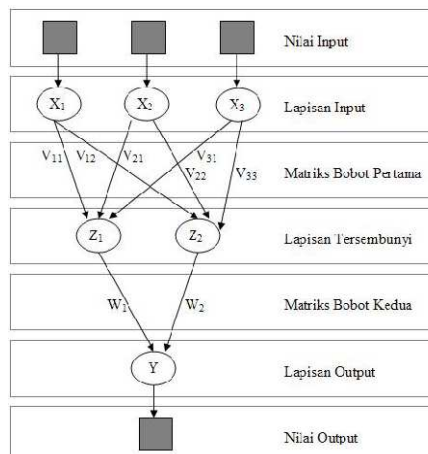 Nilai Input
X1 X2 X3 Lapisan Input
V11 V12 V21 V31 V22 V33 Matriks Bobot Pertama
Z1 Z2 Lapisan Tersembunyi
W1 W2 Matriks Bobot Kedua
Y Lapisan Output
Nilai Output